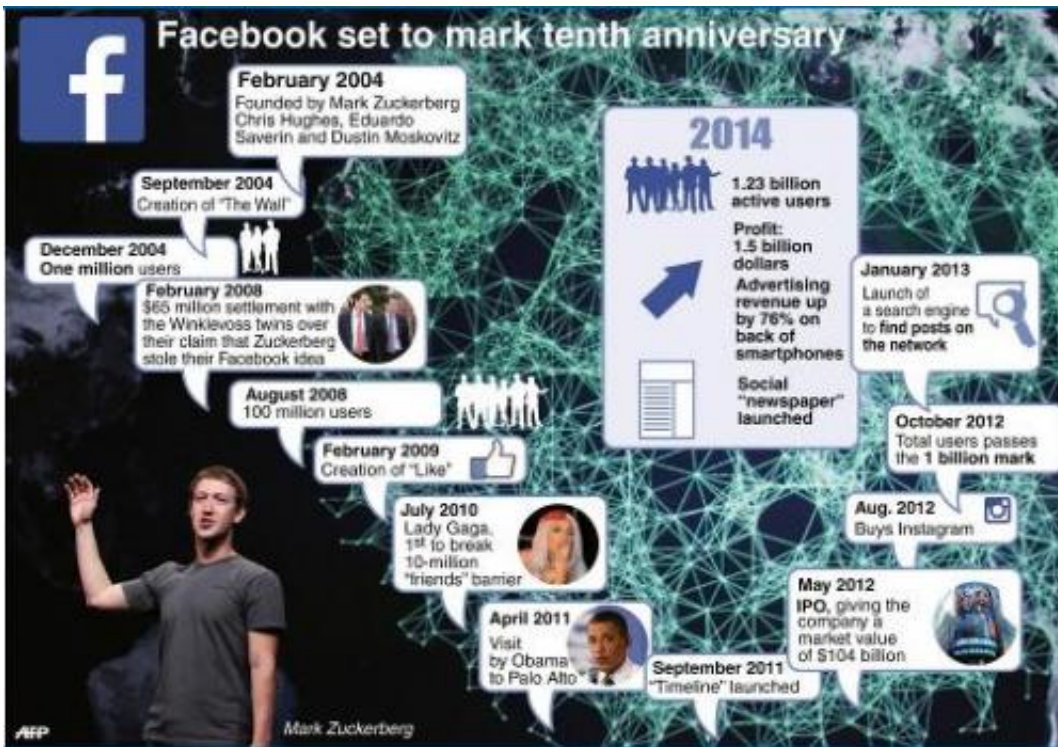 Facebook set to mark tenth anniversary
February 2004
Founded by Mark Zuckerberg
Chris Hughes, Eduardo
Saverin and Dustin Moskovitz
September 2004
Creation of "The Wall"
December 2004
One million users
February 2008
$65 million settlement with
the Winklevoss twins over
their claim that Zuckerberg
stole their Facebook idea
August 2008
100 million users
February 2009
Creation of "Like"
July 2010
Lady Gaga,
1st to break
10-million
"friends" barrier
April 2011
Visit
by Obama
to Palo Alto
September 2011
"Timeline" launched
May 2012
IPO, giving the
company a
market value
of $104 billion
Aug. 2012
Buys Instagram
October 2012
Total users passes
the 1 billion mark
January 2013
Launch of
a search engine
to find posts on
the network
2014
1.23 billion
active users
Profit:
1.5 billion
dollars
Advertising
revenue up
by 76% on
back of
smartphones
Social
"newspaper"
launched
Mark Zuckerberg
AFP